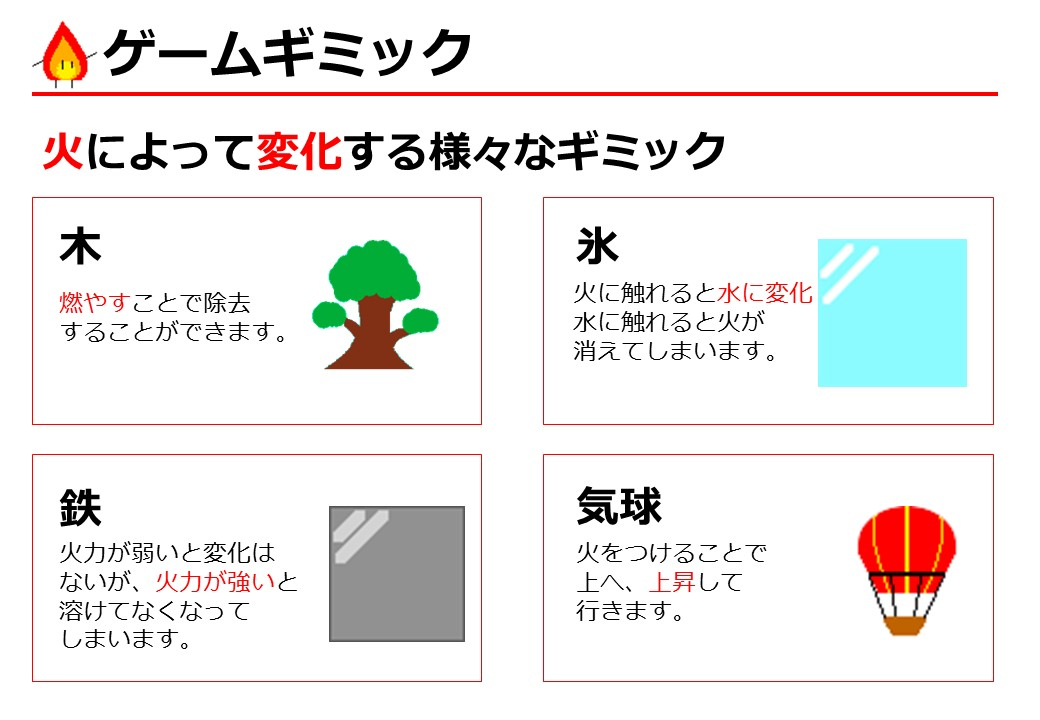 ゲームギミック
火によって変化する様々なギミック
木
燃やすことで除去
することができます。
氷
火に触れると水に変化
水に触れると火が
消えてしまいます。
鉄
火力が弱いと変化は
ないが、火力が強いと
溶けてなくなって
しまいます。
気球
火をつけることで
上へ、上昇して
行きます。